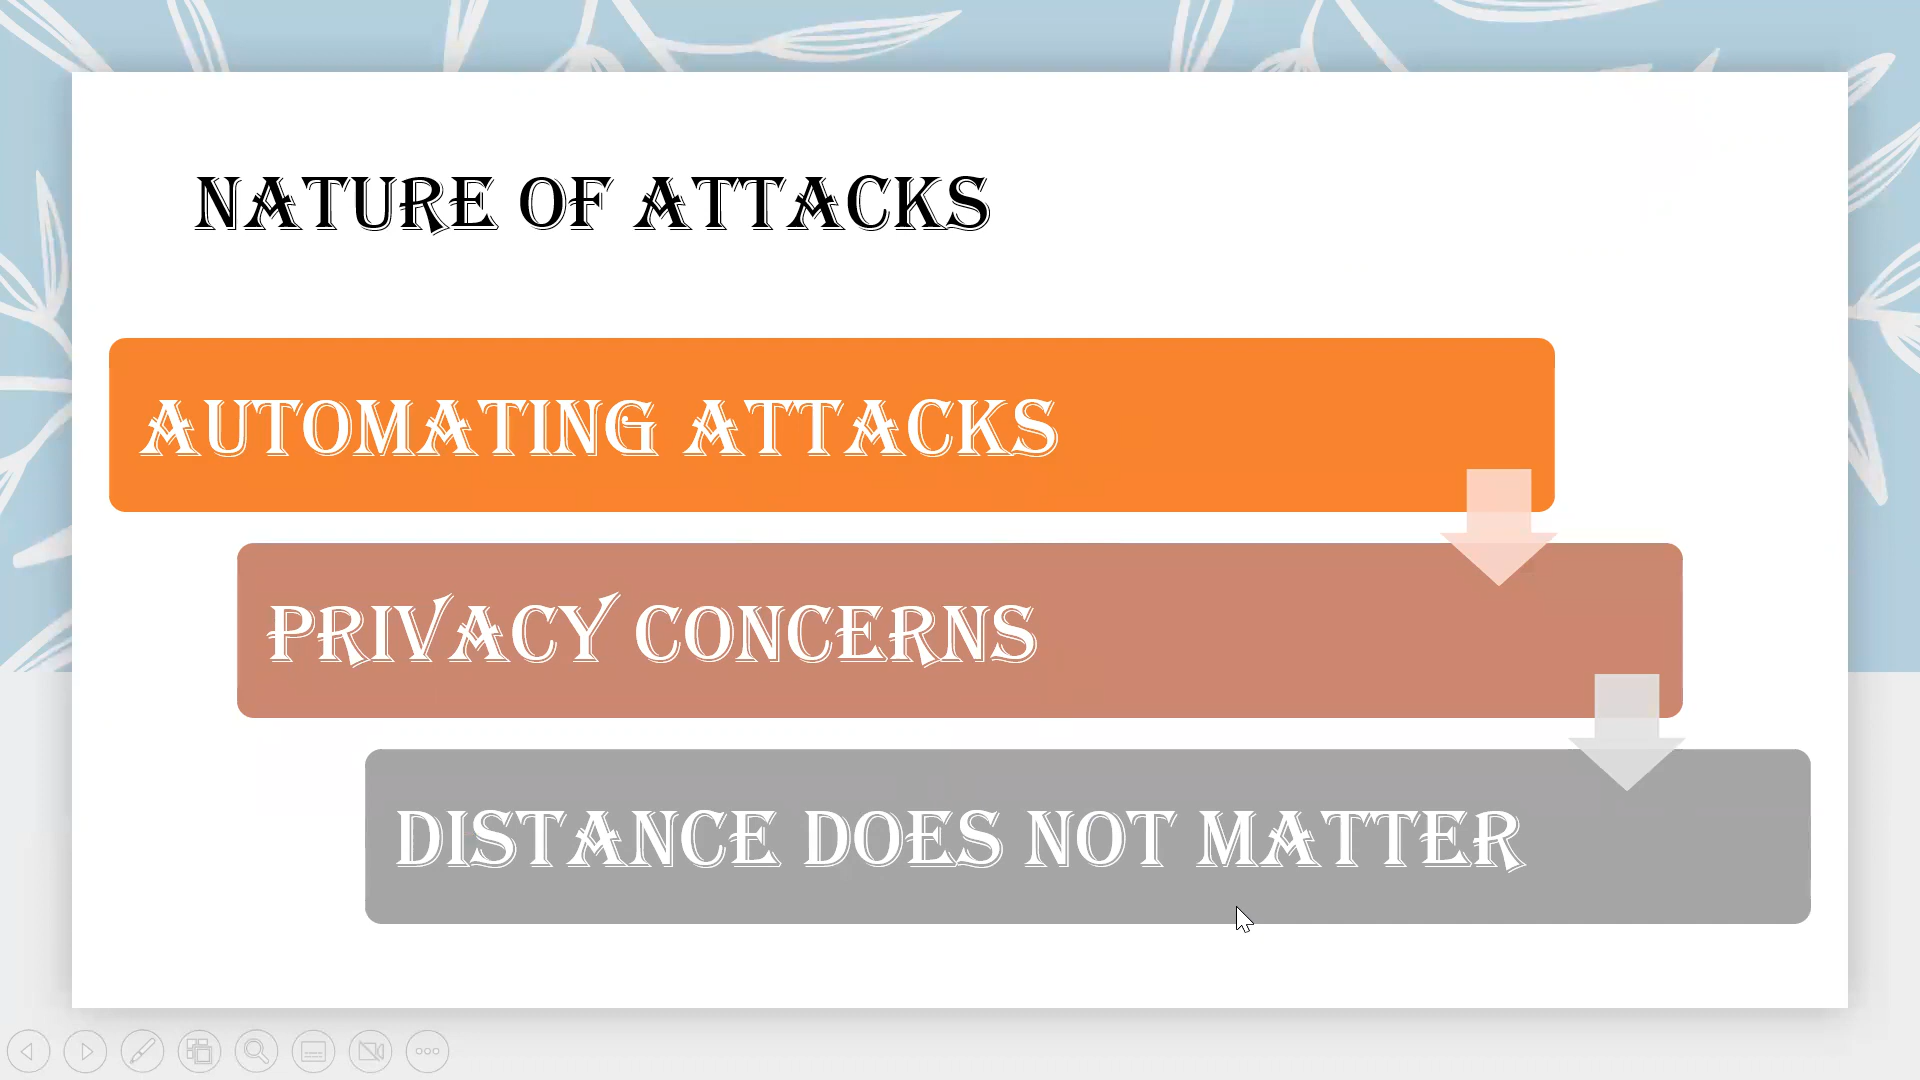 NATURE OF ATTACKS
AUTOMATING ATTACKS
PRIVACY CONCERNS
DISTANCE DOES NOT MATTER